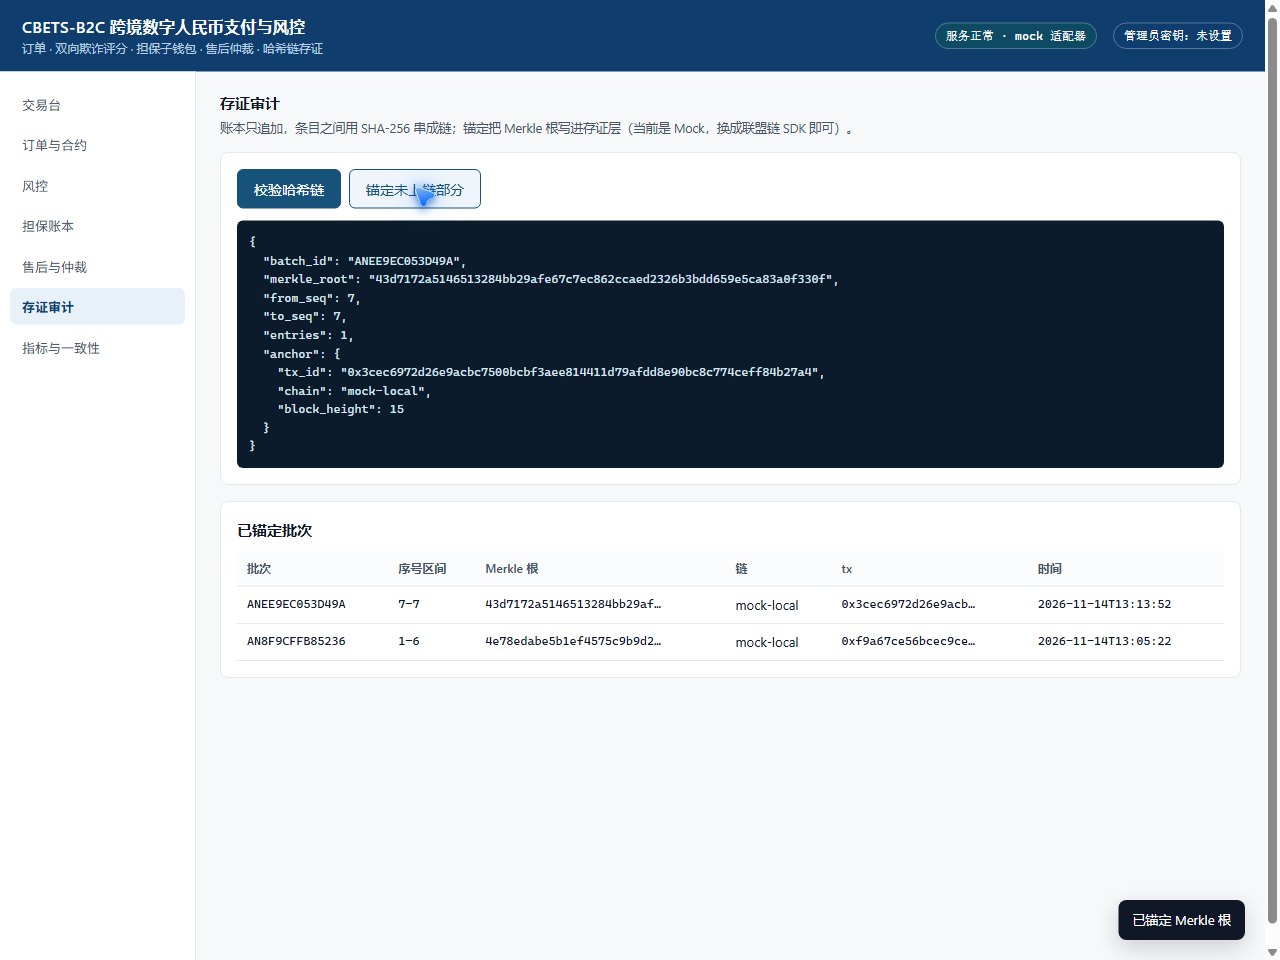 CBETS-B2C 跨境数字人民币支付与风控
订单 · 双向欺诈评分 · 担保子钱包 · 售后仲裁 · 哈希链存证
服务正常 · mock 适配器
管理员密钥：未设置
交易台
订单与合约
风控
担保账本
售后与仲裁
存证审计
指标与一致性
存证审计
账本只追加，条目之间用 SHA-256 串成链；锚定把 Merkle 根写进存证层（当前是 Mock，换成联盟链 SDK 即可）。
校验哈希链
锚定未上链部分
{
"batch_id": "ANEE9EC053D49A",
"merkle_root": "43d7172a5146513284bb29afe67c7ec862ccaed2326b3bdd659e5ca83a0f330f",
"from_seq": 7,
"to_seq": 7,
"entries": 1,
"anchor": {
"tx_id": "0x3cec6972d26e9acbc7500bcbf3aee814411d79afdd8e90bc8c774ceff84b27a4",
"chain": "mock-local",
"block_height": 15
}
}
已锚定批次
批次 序号区间 Merkle 根 链 tx 时间
ANEE9EC053D49A 7–7 43d7172a5146513284bb29af… mock-local 0x3cec6972d26e9acb… 2026-11-14T13:13:52
AN8F9CFFB85236 1–6 4e78edabe5b1ef4575c9b9d2… mock-local 0xf9a67ce56bcec9ce… 2026-11-14T13:05:22
已锚定 Merkle 根